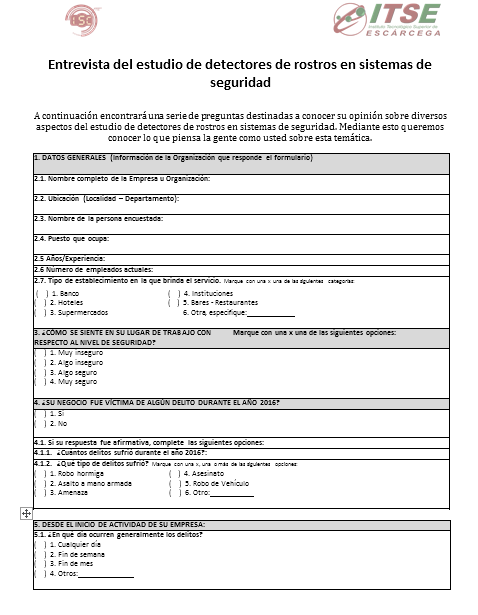 ISC
ITSE
Instituto Tecnológico Superior de
ESCÁRCEGA
Entrevista del estudio de detectores de rostros en sistemas de
seguridad
A continuación encontrará una serie de preguntas destinadas a conocer su opinión sobre diversos
aspectos del estudio de detectores de rostros en sistemas de seguridad. Mediante esto queremos
conocer lo que piensa la gente como usted sobre esta temática.
1. DATOS GENERALES (Información de la Organización que responde el formulario)
2.1. Nombre completo de la Empresa u Organización:
2.2. Ubicación (Localidad – Departamento):
2.3. Nombre de la persona encuestada:
2.4. Puesto que ocupa:
2.5 Años/Experiencia:
2.6 Número de empleados actuales:
2.7. Tipo de establecimiento en la que brinda el servicio. Marque con una x una de las siguientes categorías:
( ) 1. Banco ( ) 4. Instituciones
( ) 2. Hoteles ( ) 5. Bares - Restaurantes
( ) 3. Supermercados 6. Otra, especifique:____________
3. ¿CÓMO SE SIENTE EN SU LUGAR DE TRABAJO CON Marque con una x una de las siguientes opciones:
RESPECTO AL NIVEL DE SEGURIDAD?
( ) 1. Muy inseguro
( ) 2. Algo inseguro
( ) 3. Algo seguro
( ) 4. Muy seguro
4. ¿SU NEGOCIO FUE VÍCTIMA DE ALGÚN DELITO DURANTE EL AÑO 2016?
( ) 1. Sí
( ) 2. No
4.1. Si su respuesta fue afirmativa, complete las siguientes opciones:
4.1.1. ¿Cuántos delitos sufrió durante el año 2016?:
4.1.2. ¿Qué tipo de delitos sufrió? Marque con una x, una o más de las siguientes opciones:
( ) 1. Robo hormiga ( ) 4. Asesinato
( ) 2. Asalto a mano armada ( ) 5. Robo de Vehículo
( ) 3. Amenaza 6. Otro:___________
5. DESDE EL INICIO DE ACTIVIDAD DE SU EMPRESA:
5.1. ¿En qué día ocurren generalmente los delitos?
( ) 1. Cualquier día
( ) 2. Fin de semana
( ) 3. Fin de mes
( ) 4. Otros:______________